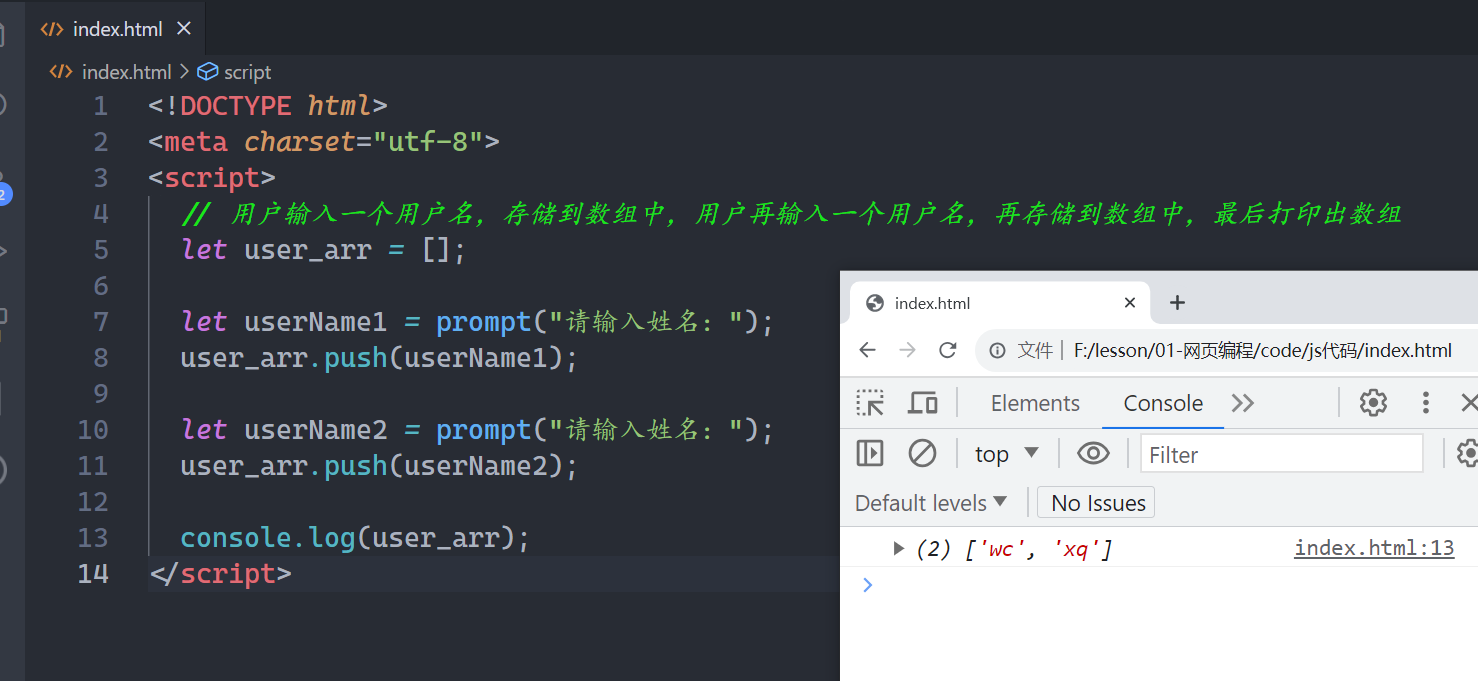 index.html
index.html > script
1 <!DOCTYPE html>
2 <meta charset="utf-8">
3 <script>
4 // 用户输入一个用户名，存储到数组中，用户再输入一个用户名，再存储到数组中，最后打印出数组
5 let user_arr = [];
6
7 let userName1 = prompt("请输入姓名：");
8 user_arr.push(userName1);
9
10 let userName2 = prompt("请输入姓名：");
11 user_arr.push(userName2);
12
13 console.log(user_arr);
14 </script>
2
index.html
文件 F:/lesson/01-网页编程/code/js代码/index.html
Elements Console
top Filter
Default levels No Issues
(2) ['wc', 'xq'] index.html:13